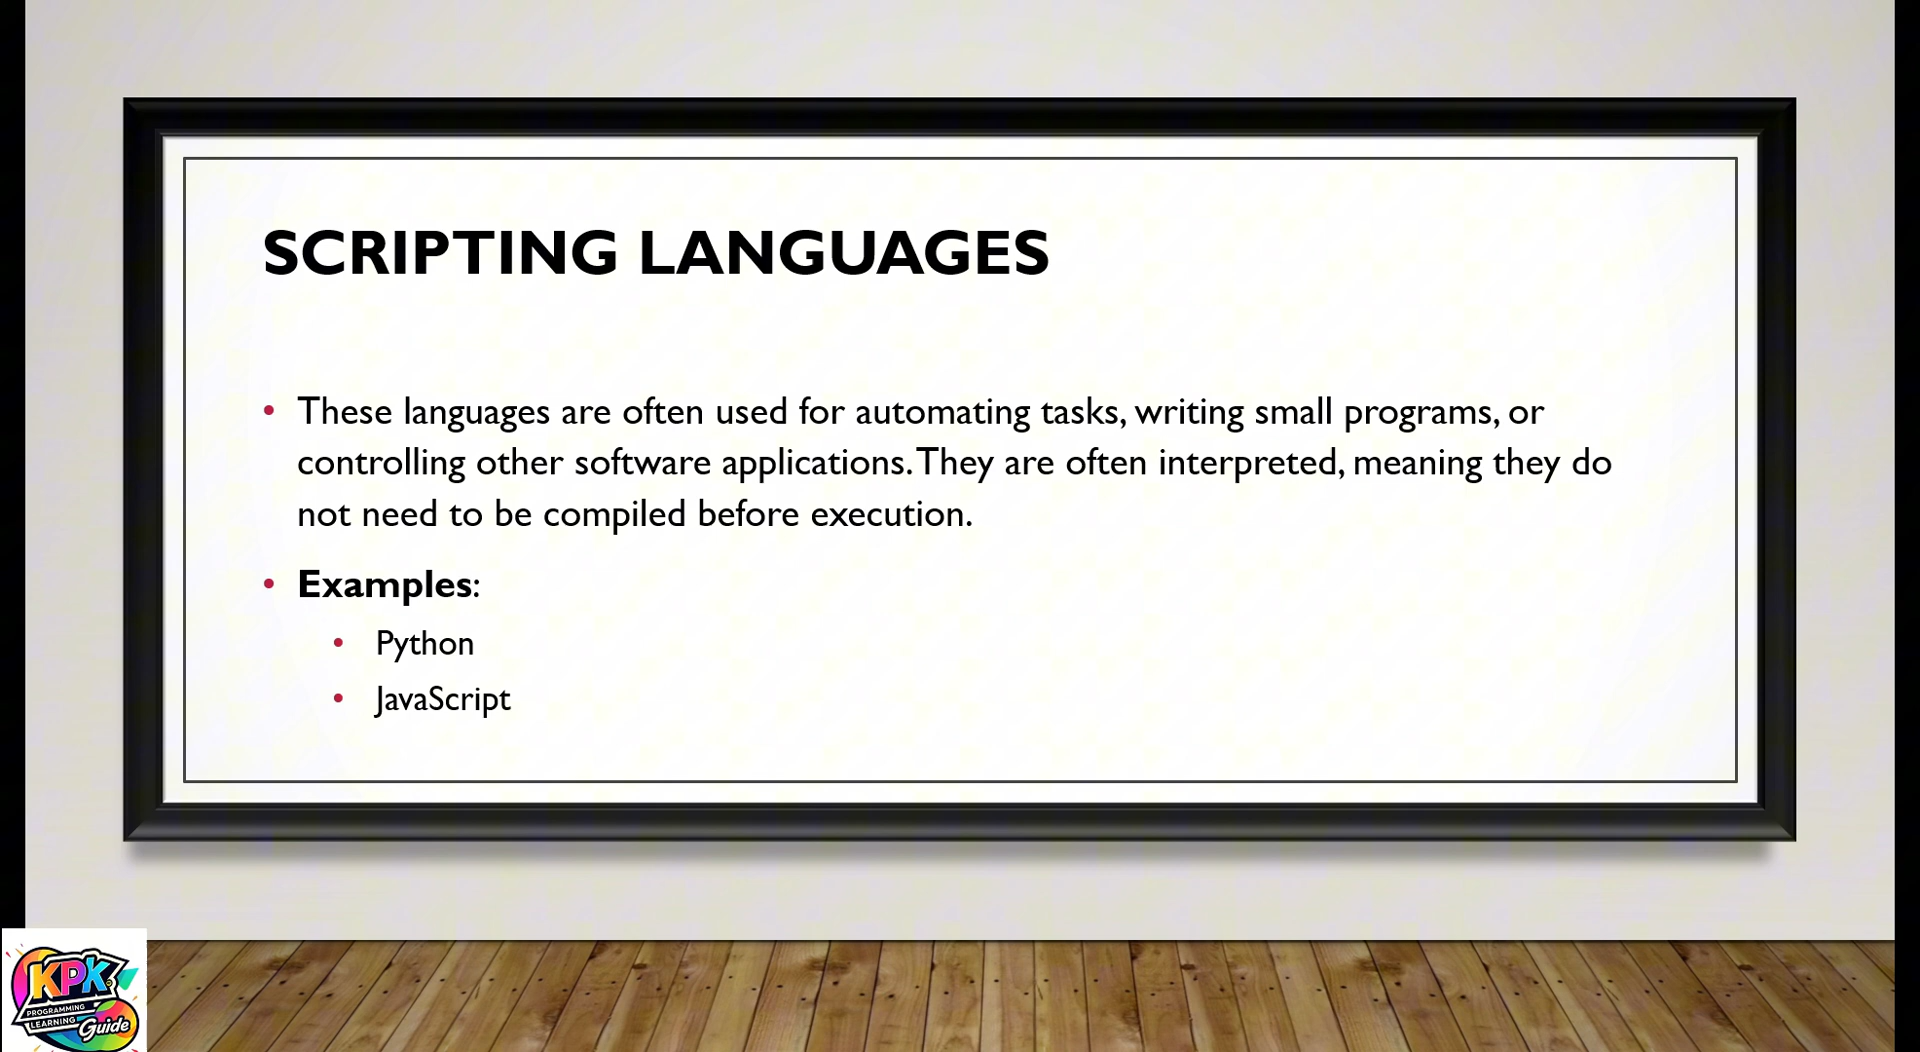 SCRIPTING LANGUAGES
• These languages are often used for automating tasks, writing small programs, or
controlling other software applications. They are often interpreted, meaning they do
not need to be compiled before execution.
• Examples:
• Python
• JavaScript
KPK
PROGRAMMING
LEARNING
Guide